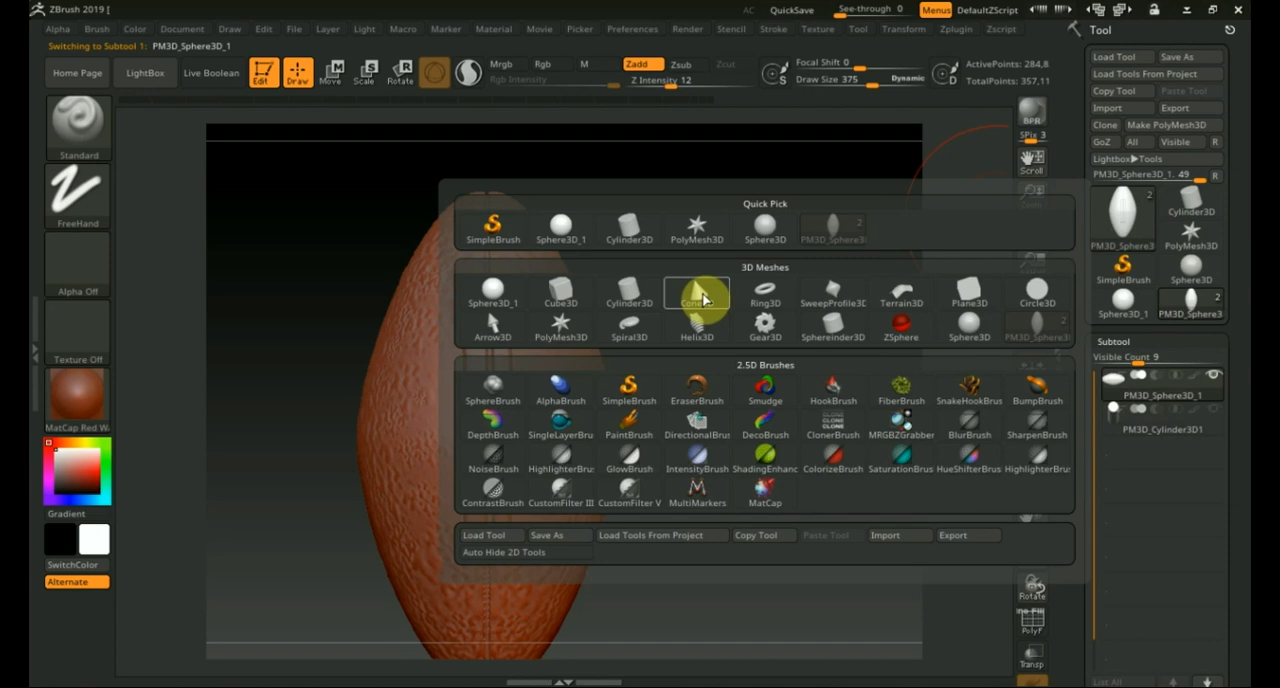 ZBrush 2019 [
AC QuickSave See-through 0 Menus DefaultZScript
Alpha Brush Color Document Draw Edit File Layer Light Macro Marker Material Movie Picker Preferences Render Stencil Stroke Texture Tool Transform Zplugin Zscript
Tool
Switching to Subtool 1: PM3D_Sphere3D_1
Home Page LightBox Live Boolean Edit Draw Move Scale Rotate
Mrgb Rgb M Zadd Zsub Zcut
Rgb Intensity Z Intensity 12
Focal Shift 0
Draw Size 375 Dynamic
ActivePoints: 284,8
TotalPoints: 357,11
S
D
Load Tool Save As
Load Tools From Project
Copy Tool Paste Tool
Import Export
Clone Make PolyMesh3D
GoZ All Visible R
Lightbox▶Tools
PM3D_Sphere3D_1. 49 R
2
PM3D_Sphere3
Cylinder3D
PolyMesh3D
SimpleBrush Sphere3D
2
Sphere3D_1 PM3D_Sphere3
Subtool
Visible Count 9
PM3D_Sphere3D_1
PM3D_Cylinder3D1
List All
Standard
FreeHand
Alpha Off
Texture Off
MatCap Red W
Gradient
SwitchColor
Alternate
BPR
SPix 3
Scroll
Rotate
PolyF
Transp
Quick Pick
2
SimpleBrush Sphere3D_1 Cylinder3D PolyMesh3D Sphere3D PM3D_Sphere3
3D Meshes
Sphere3D_1 Cube3D Cylinder3D Ring3D SweepProfile3D Terrain3D Plane3D Circle3D
2
Arrow3D PolyMesh3D Spiral3D Helix3D Gear3D Sphereinder3D ZSphere Sphere3D PM3D_Sphere3
2.5D Brushes
SphereBrush AlphaBrush SimpleBrush EraserBrush Smudge HookBrush FiberBrush SnakeHookBrus BumpBrush
CLONE
CLONE
CLONE
DepthBrush SingleLayerBru PaintBrush DirectionalBru DecoBrush ClonerBrush MRGBZGrabber BlurBrush SharpenBrush
NoiseBrush HighlighterBru GlowBrush IntensityBrush ShadingEnhanc ColorizeBrush SaturationBrus HueShifterBrus HighlighterBru
ContrastBrush CustomFilter III CustomFilter V MultiMarkers MatCap
Load Tool Save As Load Tools From Project Copy Tool Paste Tool Import Export
Auto Hide 2D Tools